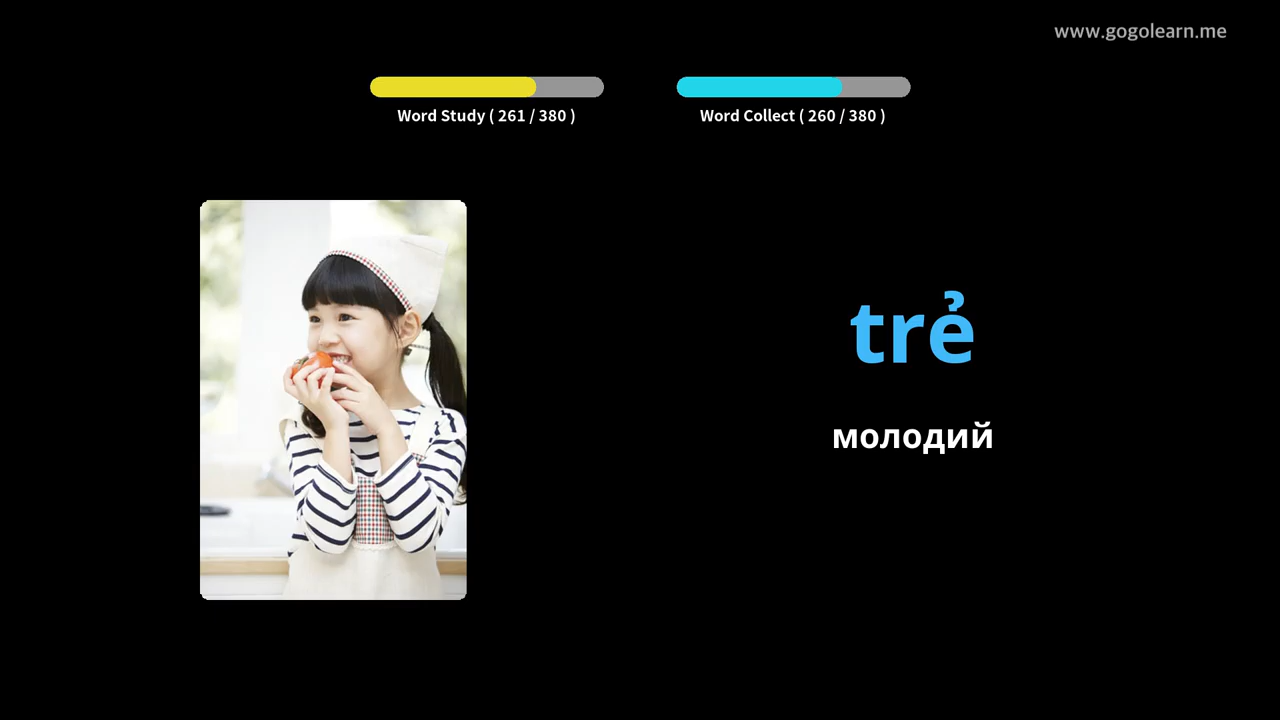 www.gogolearn.me
Word Study ( 261 / 380 )
Word Collect ( 260 / 380 )
trẻ
молодий